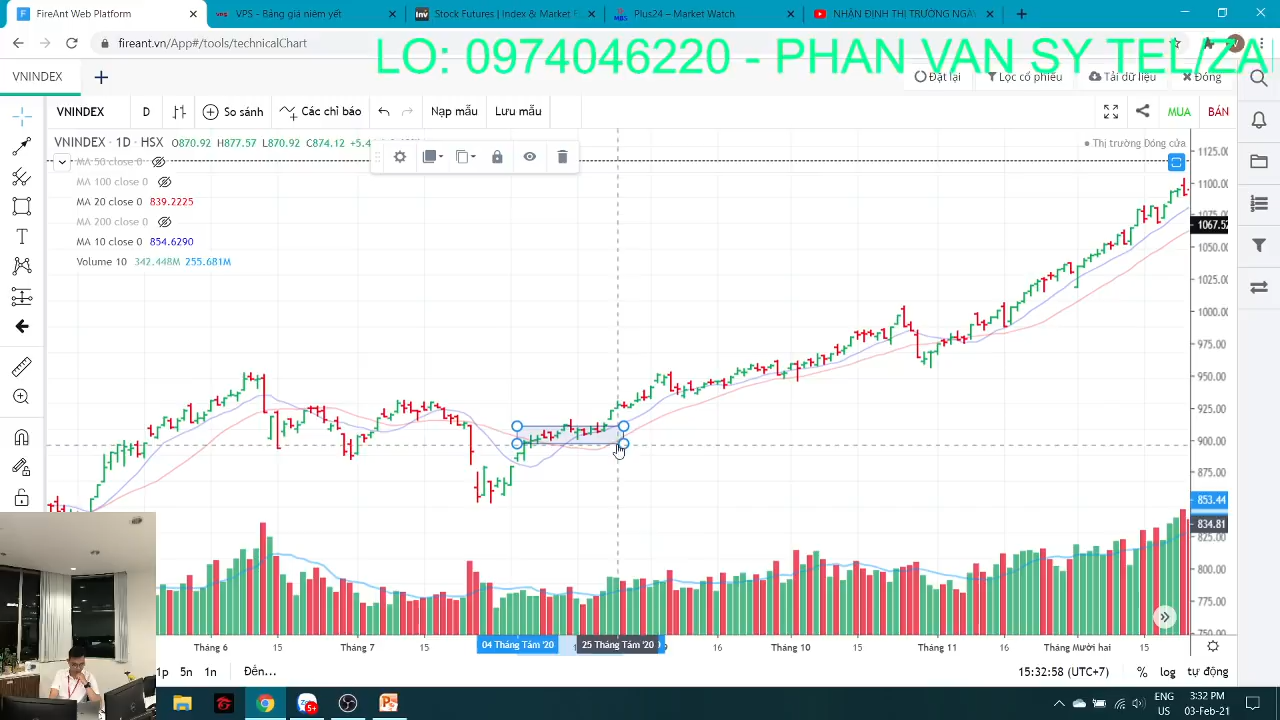 FireAnt Web Platform
VPS - Bảng giá niêm yết
Stock Futures | Index & Market F
Plus24 – Market Watch
NHẬN ĐỊNH THỊ TRƯỜNG NGÀY
fireant.vn/App#/tools/technicalChart
LO: 0974046220 - PHAN VAN SY TEL/ZA
VNINDEX
Đặt lại
Lọc cổ phiếu
Tải dữ liệu
Đóng
VNINDEX
D
So sánh
Các chỉ báo
Nạp mẫu
Lưu mẫu
MUA
BÁN
VNINDEX · 1D · HSX O870.92 H877.57 L870.92 C874.12
Thị trường Đóng cửa
MA 50 close 0
MA 100 close 0
MA 20 close 0 839.2225
MA 200 close 0
MA 10 close 0 854.6290
Volume 10 342.448M 255.681M
1125.00
1100.00
1067.52
1050.00
1025.00
1000.00
975.00
950.00
925.00
900.00
875.00
853.44
834.81
825.00
800.00
775.00
750.00
Tháng 6
15
Tháng 7
15
04 Tháng Tám '20
25 Tháng Tám '20
16
Tháng 10
15
Tháng 11
16
Tháng Mười hai
15
1p 5n 1n
Đến...
15:32:58 (UTC+7)
%
log
tự động
5+
ENG
US
3:32 PM
03-Feb-21